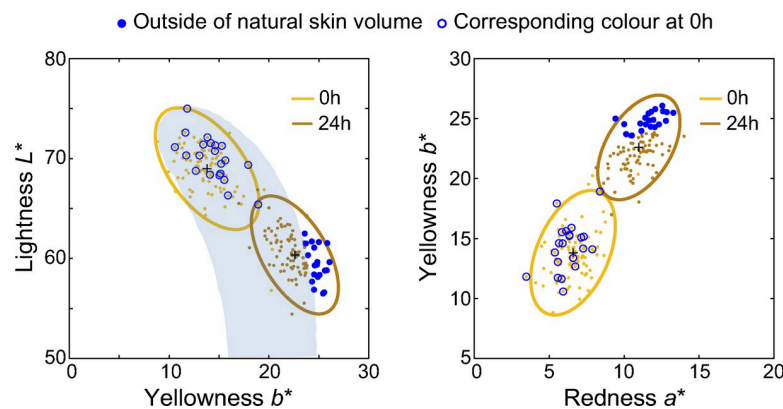 Outside of natural skin volume
Corresponding colour at 0h
80
70
60
50
0
10
20
30
Lightness L*
Yellowness b*
0h
24h
30
25
20
15
10
5
0
5
10
15
20
Yellowness b*
Redness a*
0h
24h